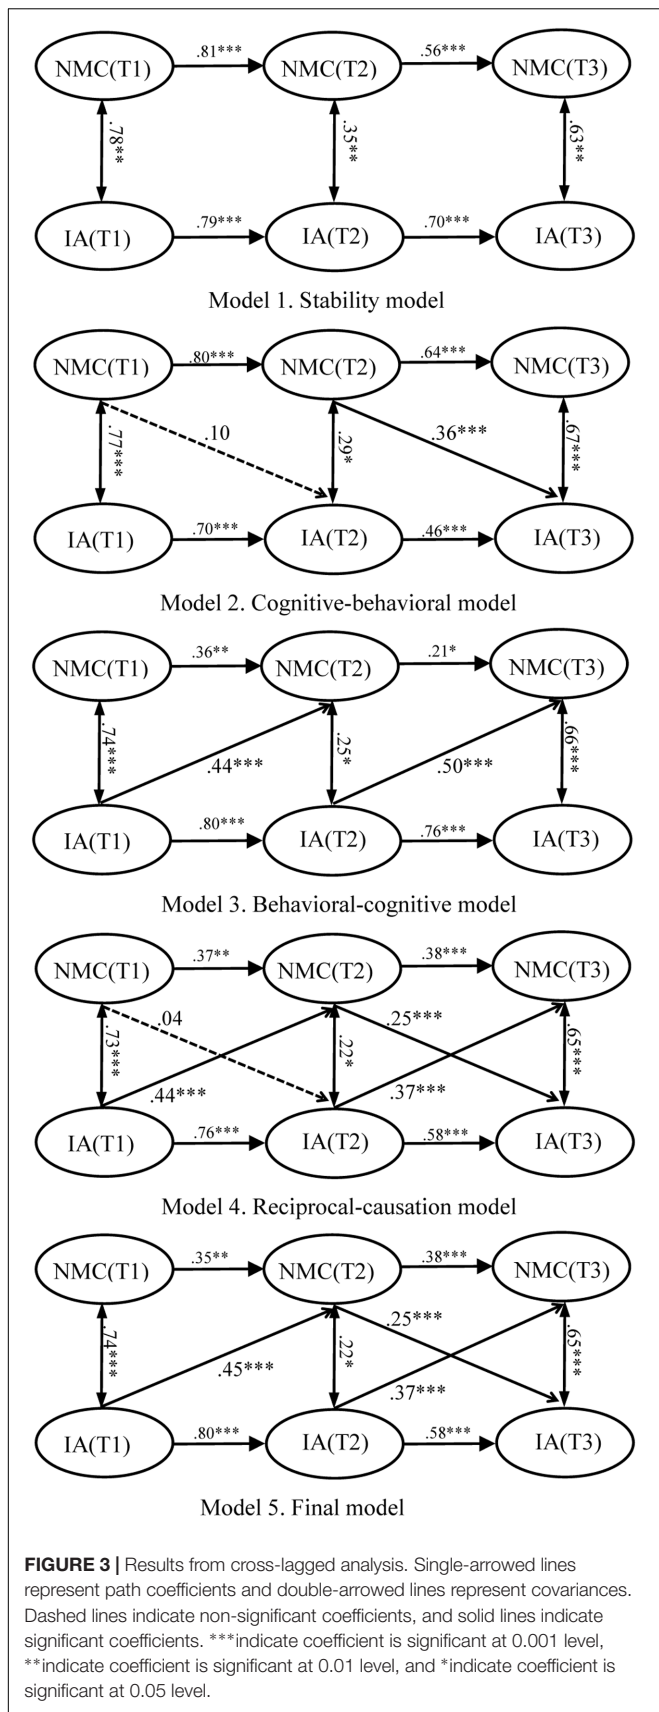 NMC(T1) .81*** NMC(T2) .56*** NMC(T3)
.78** .35** .63**
IA(T1) .79*** IA(T2) .70*** IA(T3)
Model 1. Stability model
NMC(T1) .80*** NMC(T2) .64*** NMC(T3)
.77*** .10 .29* .36*** .67***
IA(T1) .70*** IA(T2) .46*** IA(T3)
Model 2. Cognitive-behavioral model
NMC(T1) .36** NMC(T2) .21* NMC(T3)
.74*** .44*** .25* .50*** .66***
IA(T1) .80*** IA(T2) .76*** IA(T3)
Model 3. Behavioral-cognitive model
NMC(T1) .37** NMC(T2) .38*** NMC(T3)
.73*** .04 .44*** .22* .25*** .37*** .65***
IA(T1) .76*** IA(T2) .58*** IA(T3)
Model 4. Reciprocal-causation model
NMC(T1) .35** NMC(T2) .38*** NMC(T3)
.74*** .45*** .22* .25*** .37*** .65***
IA(T1) .80*** IA(T2) .58*** IA(T3)
Model 5. Final model
FIGURE 3 | Results from cross-lagged analysis. Single-arrowed lines
represent path coefficients and double-arrowed lines represent covariances.
Dashed lines indicate non-significant coefficients, and solid lines indicate
significant coefficients. ***indicate coefficient is significant at 0.001 level,
**indicate coefficient is significant at 0.01 level, and *indicate coefficient is
significant at 0.05 level.